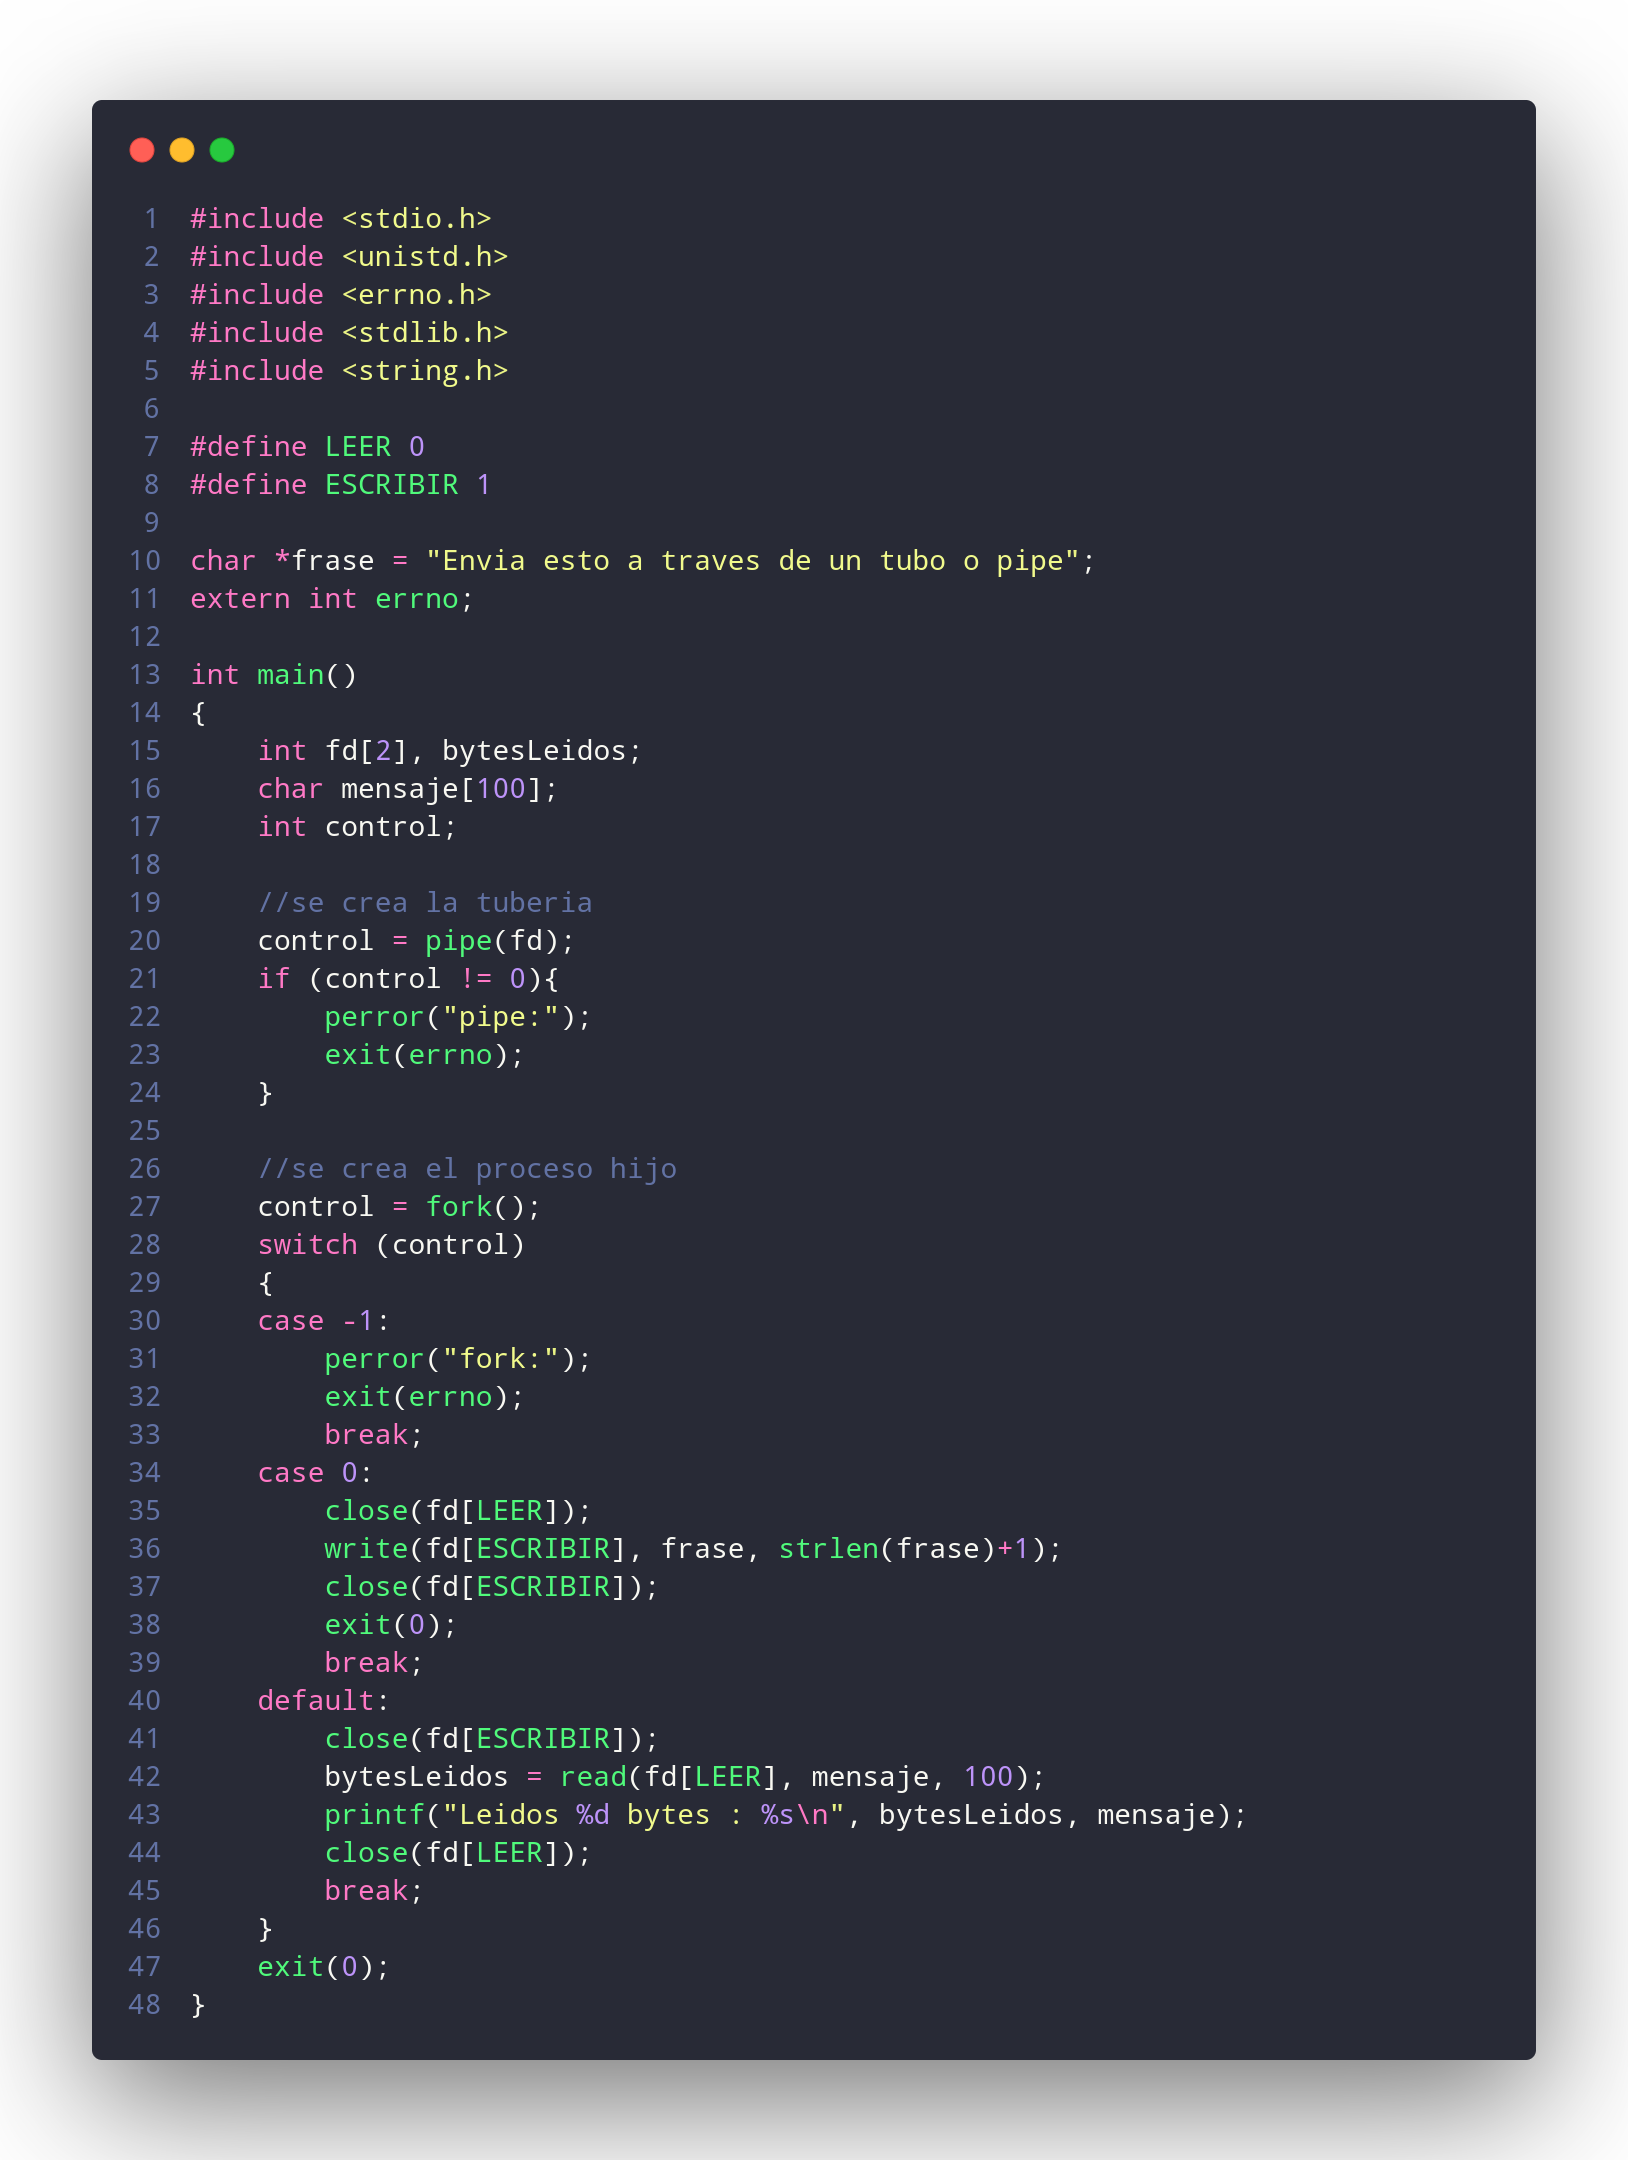 1 #include <stdio.h>
2 #include <unistd.h>
3 #include <errno.h>
4 #include <stdlib.h>
5 #include <string.h>
6
7 #define LEER 0
8 #define ESCRIBIR 1
9
10 char *frase = "Envia esto a traves de un tubo o pipe";
11 extern int errno;
12
13 int main()
14 {
15     int fd[2], bytesLeidos;
16     char mensaje[100];
17     int control;
18
19     //se crea la tuberia
20     control = pipe(fd);
21     if (control != 0){
22         perror("pipe:");
23         exit(errno);
24     }
25
26     //se crea el proceso hijo
27     control = fork();
28     switch (control)
29     {
30     case -1:
31         perror("fork:");
32         exit(errno);
33         break;
34     case 0:
35         close(fd[LEER]);
36         write(fd[ESCRIBIR], frase, strlen(frase)+1);
37         close(fd[ESCRIBIR]);
38         exit(0);
39         break;
40     default:
41         close(fd[ESCRIBIR]);
42         bytesLeidos = read(fd[LEER], mensaje, 100);
43         printf("Leidos %d bytes : %s\n", bytesLeidos, mensaje);
44         close(fd[LEER]);
45         break;
46     }
47     exit(0);
48 }